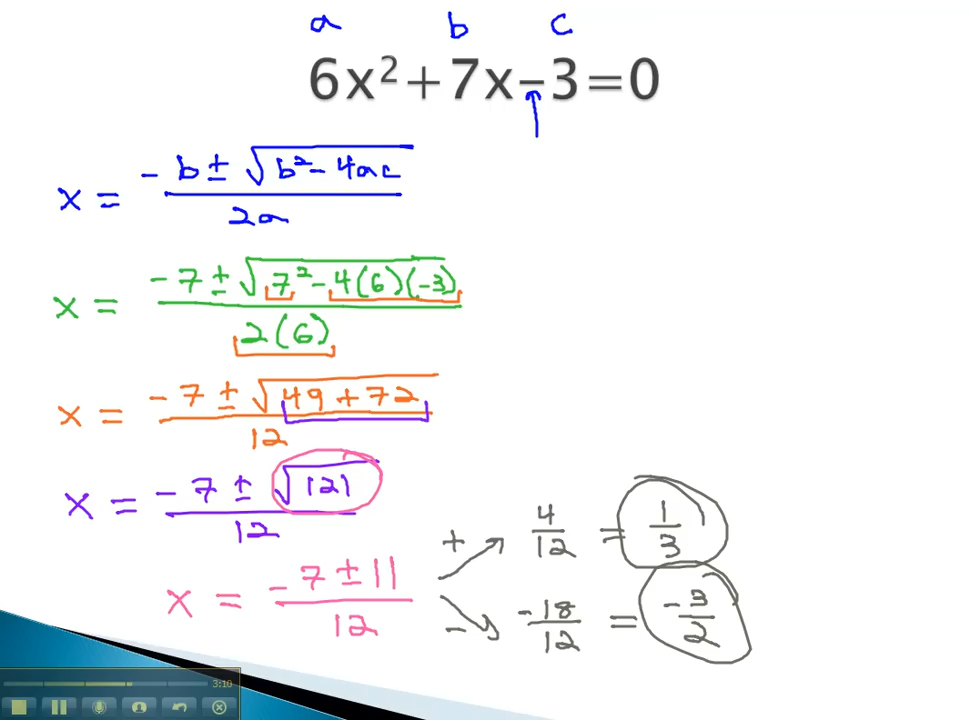 a b c
6x²+7x-3=0
x = -b ± √b² - 4ac / 2a
x = -7 ± √7² - 4(6)(-3) / 2(6)
x = -7 ± √49 + 72 / 12
x = -7 ± √121 / 12
+ 4/12 = 1/3
x = -7 ± 11 / 12
- -18/12 = -3/2
3:10